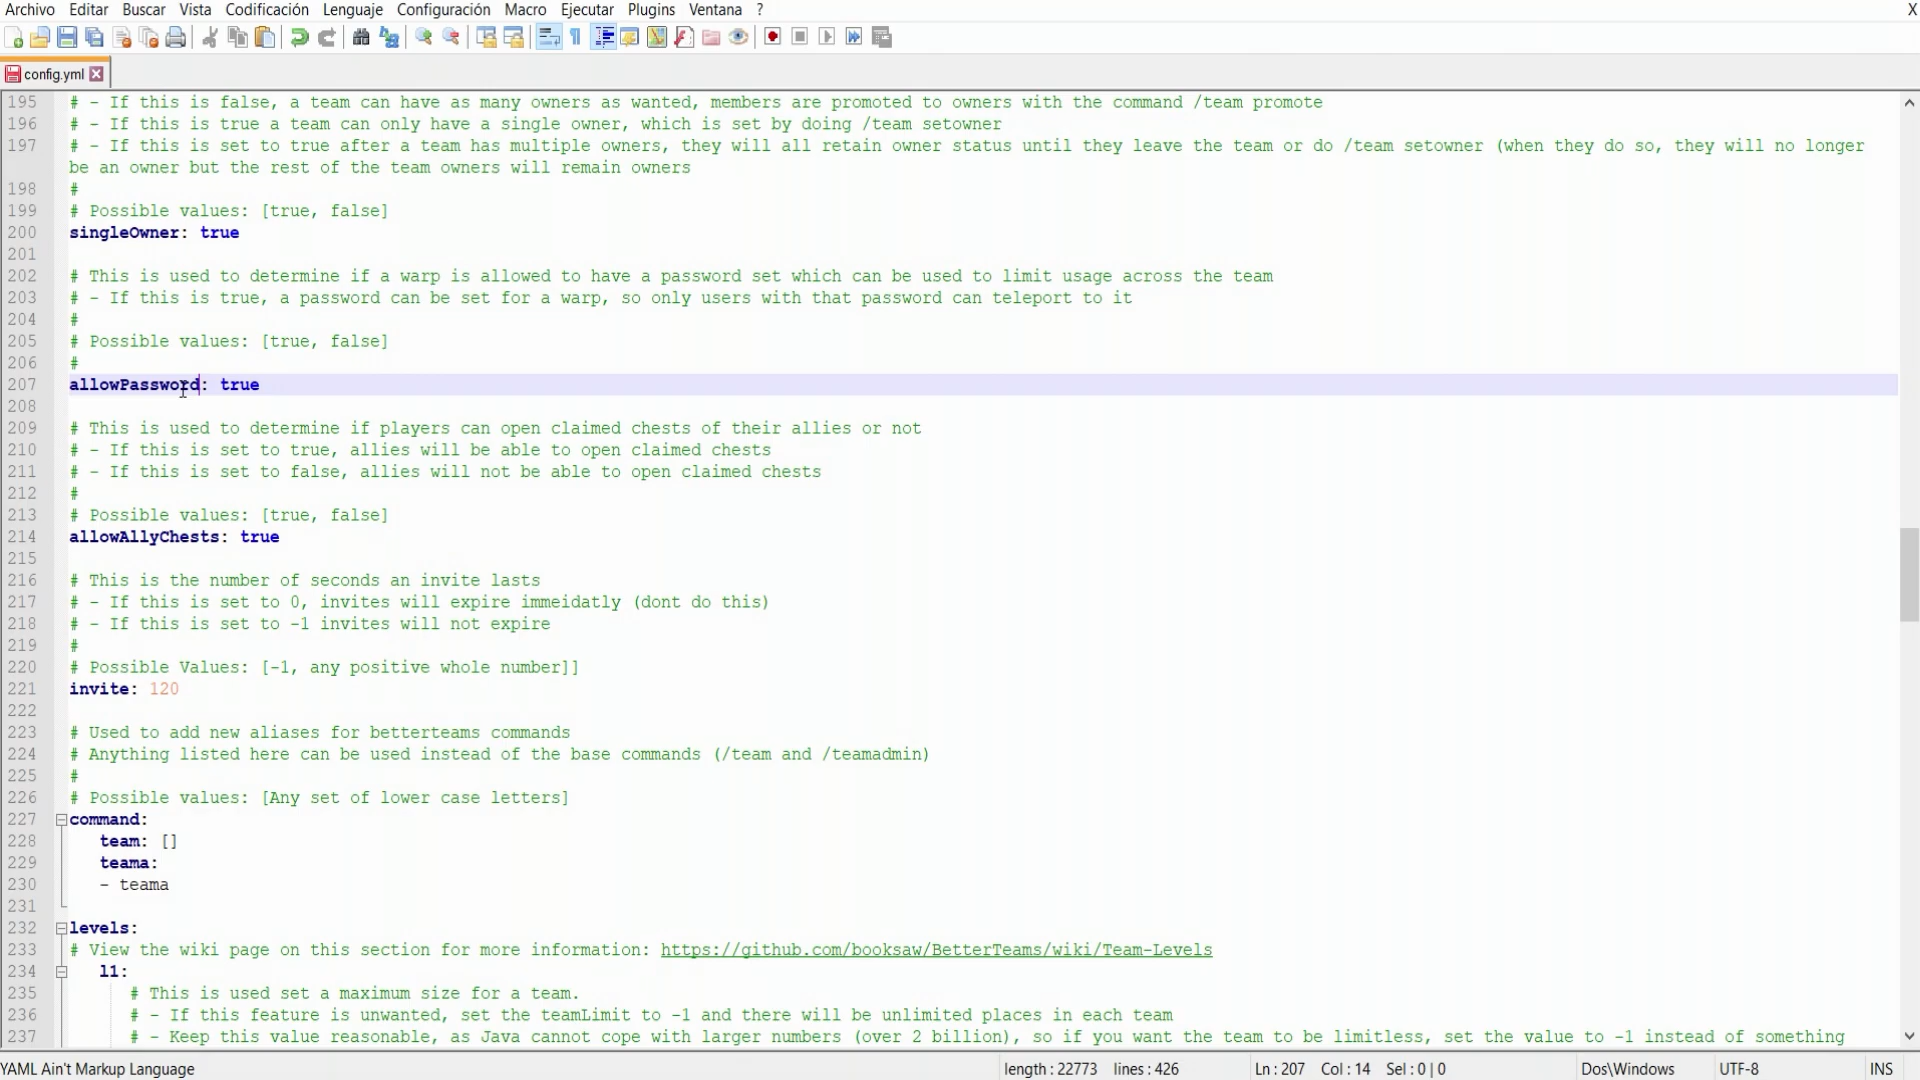 Archivo Editar Buscar Vista Codificación Lenguaje Configuración Macro Ejecutar Plugins Ventana ? X
config.yml
195 # - If this is false, a team can have as many owners as wanted, members are promoted to owners with the command /team promote
196 # - If this is true a team can only have a single owner, which is set by doing /team setowner
197 # - If this is set to true after a team has multiple owners, they will all retain owner status until they leave the team or do /team setowner (when they do so, they will no longer
be an owner but the rest of the team owners will remain owners
198 #
199 # Possible values: [true, false]
200 singleOwner: true
201
202 # This is used to determine if a warp is allowed to have a password set which can be used to limit usage across the team
203 # - If this is true, a password can be set for a warp, so only users with that password can teleport to it
204 #
205 # Possible values: [true, false]
206 #
207 allowPassword: true
208
209 # This is used to determine if players can open claimed chests of their allies or not
210 # - If this is set to true, allies will be able to open claimed chests
211 # - If this is set to false, allies will not be able to open claimed chests
212 #
213 # Possible values: [true, false]
214 allowAllyChests: true
215
216 # This is the number of seconds an invite lasts
217 # - If this is set to 0, invites will expire immeidatly (dont do this)
218 # - If this is set to -1 invites will not expire
219 #
220 # Possible Values: [-1, any positive whole number]]
221 invite: 120
222
223 # Used to add new aliases for betterteams commands
224 # Anything listed here can be used instead of the base commands (/team and /teamadmin)
225 #
226 # Possible values: [Any set of lower case letters]
227 command:
228 team: []
229 teama:
230 - teama
231
232 levels:
233 # View the wiki page on this section for more information: https://github.com/booksaw/BetterTeams/wiki/Team-Levels
234 l1:
235 # This is used set a maximum size for a team.
236 # - If this feature is unwanted, set the teamLimit to -1 and there will be unlimited places in each team
237 # - Keep this value reasonable, as Java cannot cope with larger numbers (over 2 billion), so if you want the team to be limitless, set the value to -1 instead of something
YAML Ain't Markup Language length : 22773 lines : 426 Ln : 207 Col : 14 Sel : 0 | 0 Dos\Windows UTF-8 INS